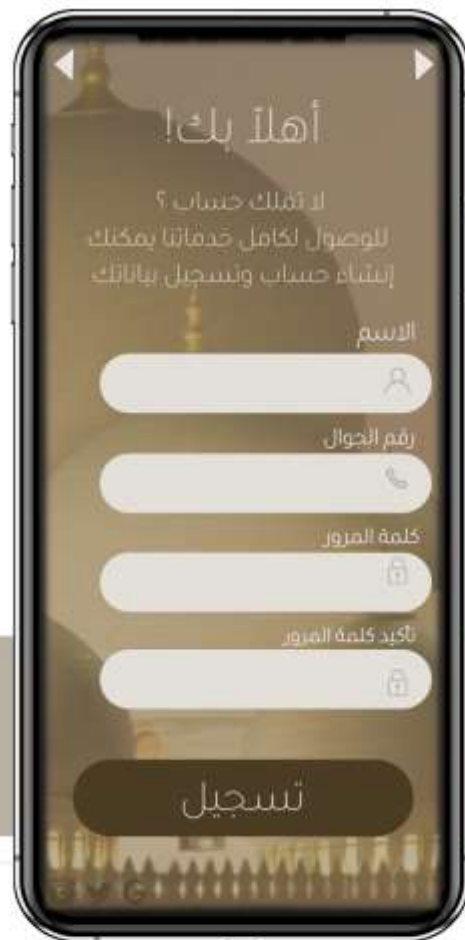 أهلاً بك!
لا تملك حساب ؟
للوصول لكامل خدماتنا يمكنك
إنشاء حساب وتسجيل بياناتك
الاسم
رقم الجوال
كلمة المرور
تأكيد كلمة المرور
تسجيل